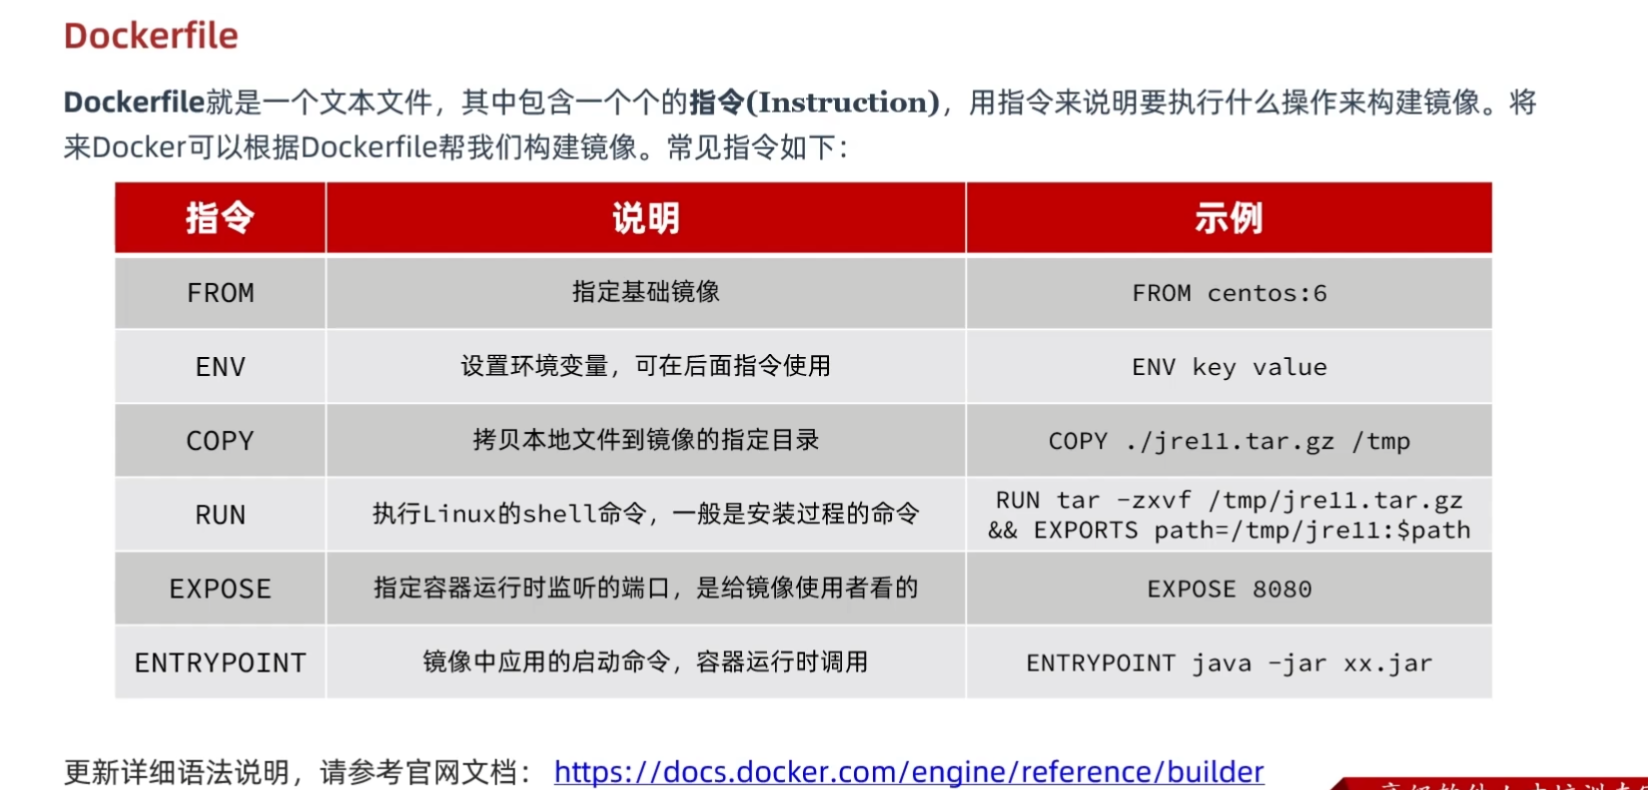 Dockerfile
Dockerfile就是一个文本文件，其中包含一个个的指令(Instruction)，用指令来说明要执行什么操作来构建镜像。将
来Docker可以根据Dockerfile帮我们构建镜像。常见指令如下：
指令 说明 示例
FROM 指定基础镜像 FROM centos:6
ENV 设置环境变量，可在后面指令使用 ENV key value
COPY 拷贝本地文件到镜像的指定目录 COPY ./jre11.tar.gz /tmp
RUN 执行Linux的shell命令，一般是安装过程的命令 RUN tar -zxvf /tmp/jre11.tar.gz
&& EXPORTS path=/tmp/jre11:$path
EXPOSE 指定容器运行时监听的端口，是给镜像使用者看的 EXPOSE 8080
ENTRYPOINT 镜像中应用的启动命令，容器运行时调用 ENTRYPOINT java -jar xx.jar
更新详细语法说明，请参考官网文档： https://docs.docker.com/engine/reference/builder